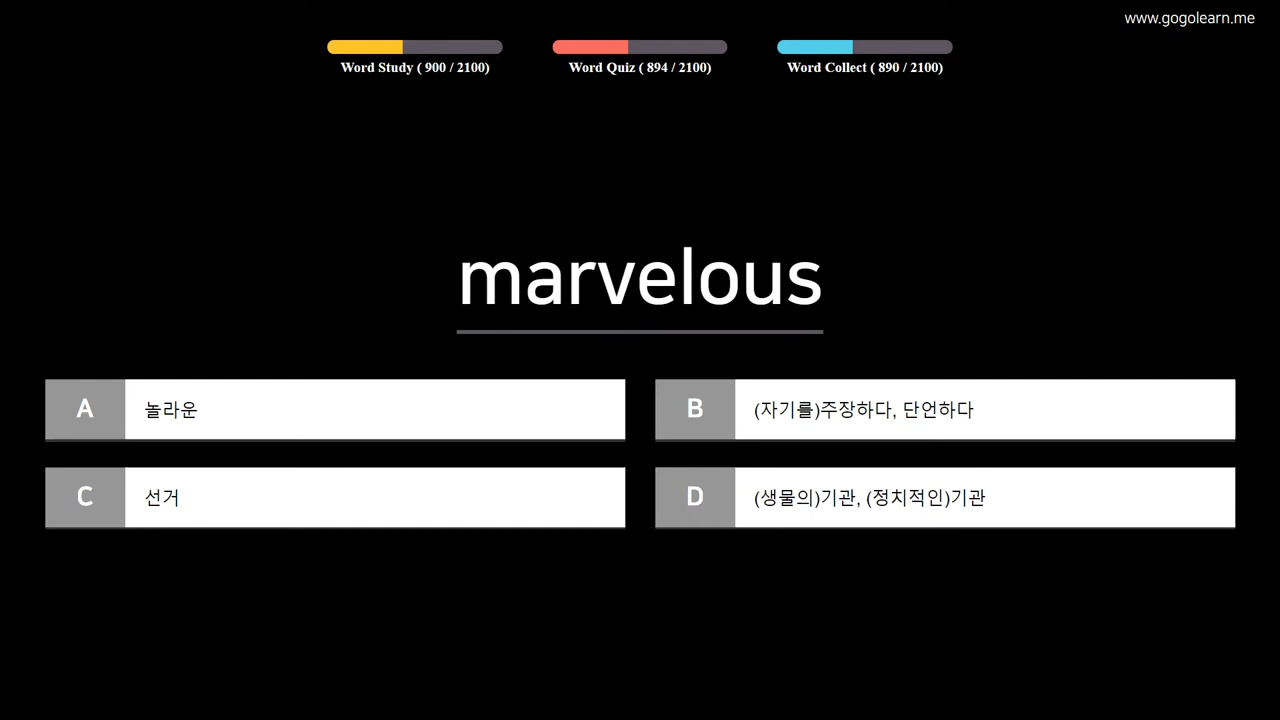 www.gogolearn.me
Word Study ( 900 / 2100) Word Quiz ( 894 / 2100) Word Collect ( 890 / 2100)
marvelous
A 놀라운
B (자기를)주장하다, 단언하다
C 선거
D (생물의)기관, (정치적인)기관